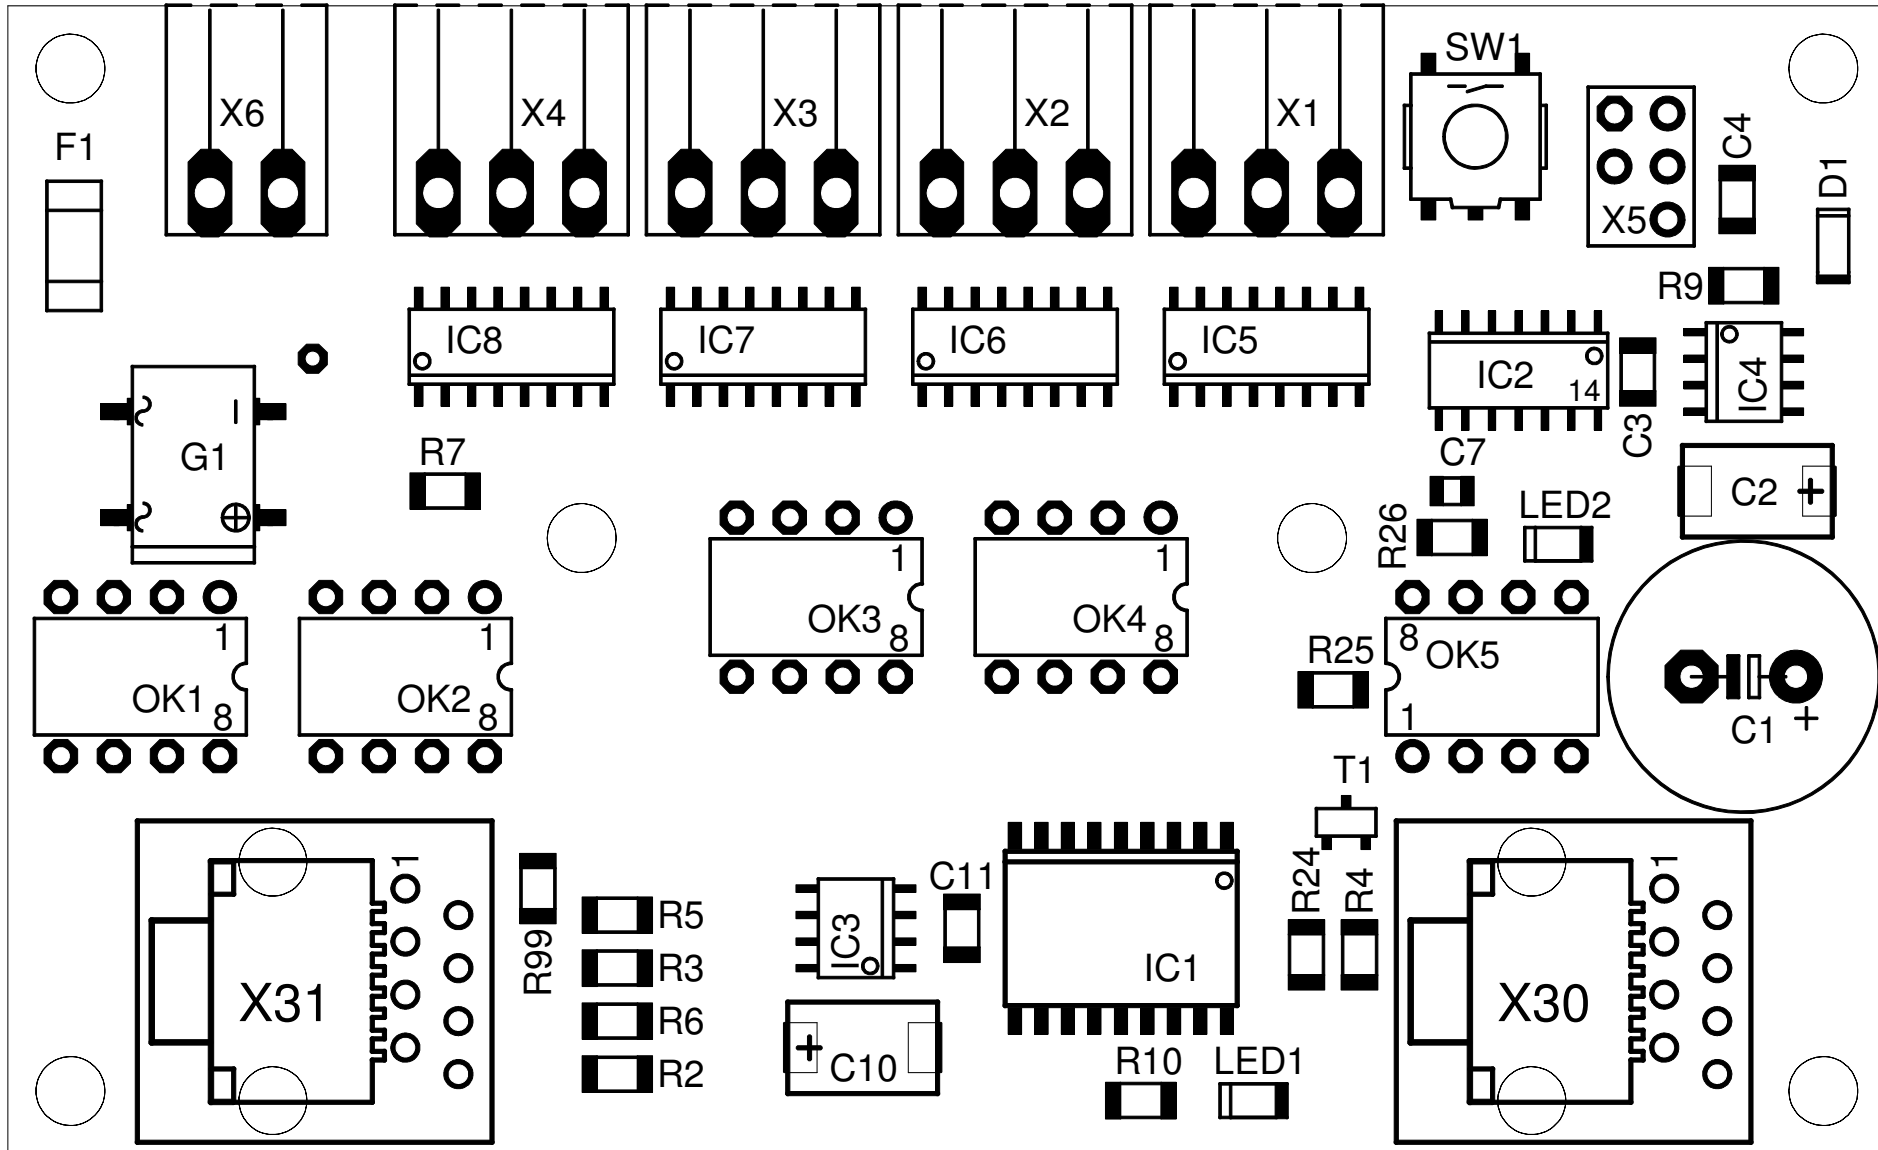 SW1
X6
X4
X3
X2
X1
F1
C4
D1
X5
R9
IC8
IC7
IC6
IC5
IC2
14
C3
IC4
G1
R7
C7
C2
+
LED2
R26
1
OK3
8
1
OK4
8
1
OK1
8
1
OK2
8
R25
8
OK5
1
C1
+
T1
1
X31
R99
R5
R3
R6
R2
IC3
C11
+
C10
IC1
R10
LED1
R24
R4
1
X30